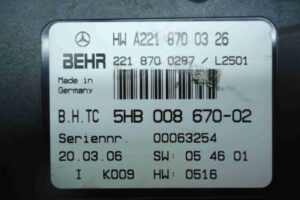 HW A221 870 03 26
BEHR 221 870 0287 / L2501
Made in
Germany
B.H.TC 5HB 008 670-02
Seriennr. 00063254
20.03.06 SW: 05 46 01
I K009 HW: 0516